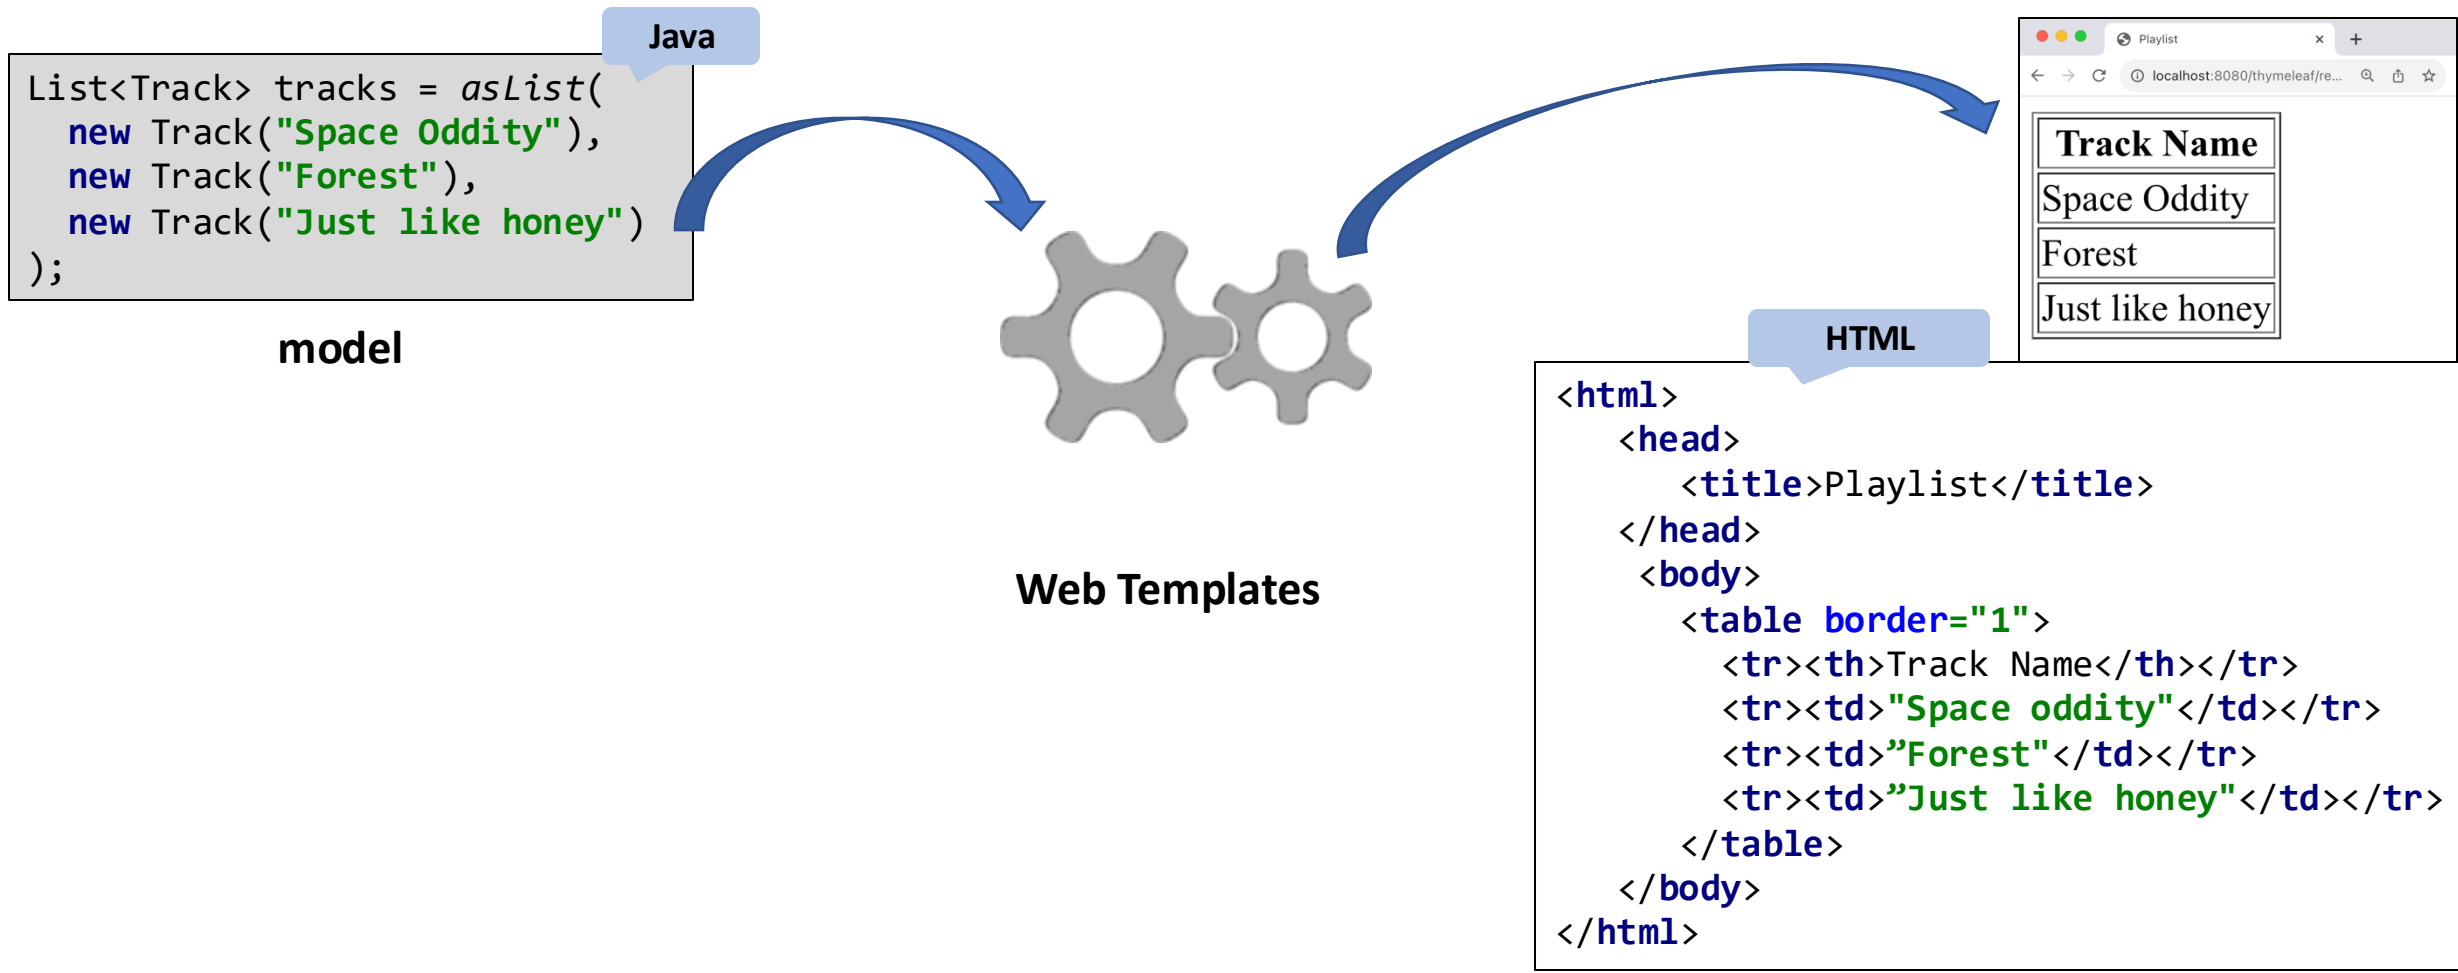 Java
List<Track> tracks = asList(
  new Track("Space Oddity"),
  new Track("Forest"),
  new Track("Just like honey")
);
model
Web Templates
Playlist
localhost:8080/thymeleaf/re...
Track Name
Space Oddity
Forest
Just like honey
HTML
<html>
   <head>
      <title>Playlist</title>
   </head>
    <body>
      <table border="1">
        <tr><th>Track Name</th></tr>
        <tr><td>"Space oddity"</td></tr>
        <tr><td>”Forest"</td></tr>
        <tr><td>”Just like honey"</td></tr>
      </table>
   </body>
</html>